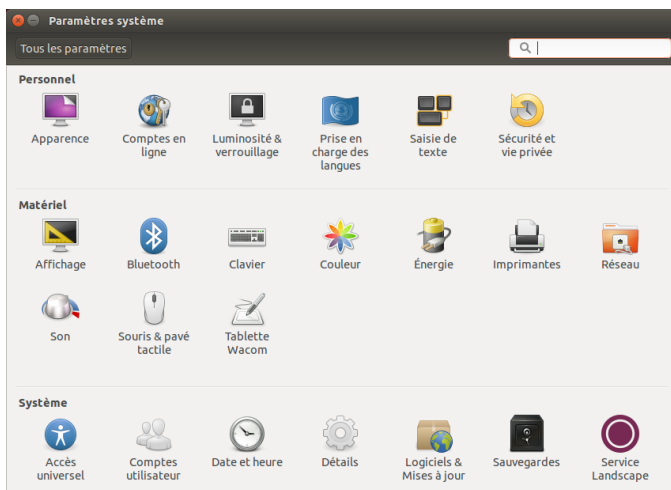 Paramètres système
Tous les paramètres
Personnel
Apparence
Comptes en
ligne
Luminosité &
verrouillage
Prise en
charge des
langues
Saisie de
texte
Sécurité et
vie privée
Matériel
Affichage
Bluetooth
Clavier
Couleur
Énergie
Imprimantes
Réseau
Son
Souris & pavé
tactile
Tablette
Wacom
Système
Accès
universel
Comptes
utilisateur
Date et heure
Détails
Logiciels &
Mises à jour
Sauvegardes
Service
Landscape